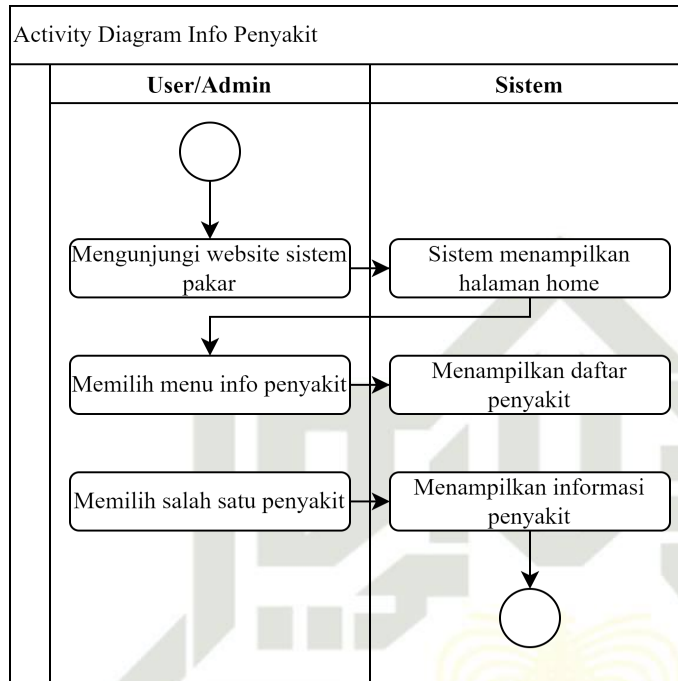 Activity Diagram Info Penyakit
User/Admin
Sistem
Mengunjungi website sistem
pakar
Sistem menampilkan
halaman home
Memilih menu info penyakit
Menampilkan daftar
penyakit
Memilih salah satu penyakit
Menampilkan informasi
penyakit